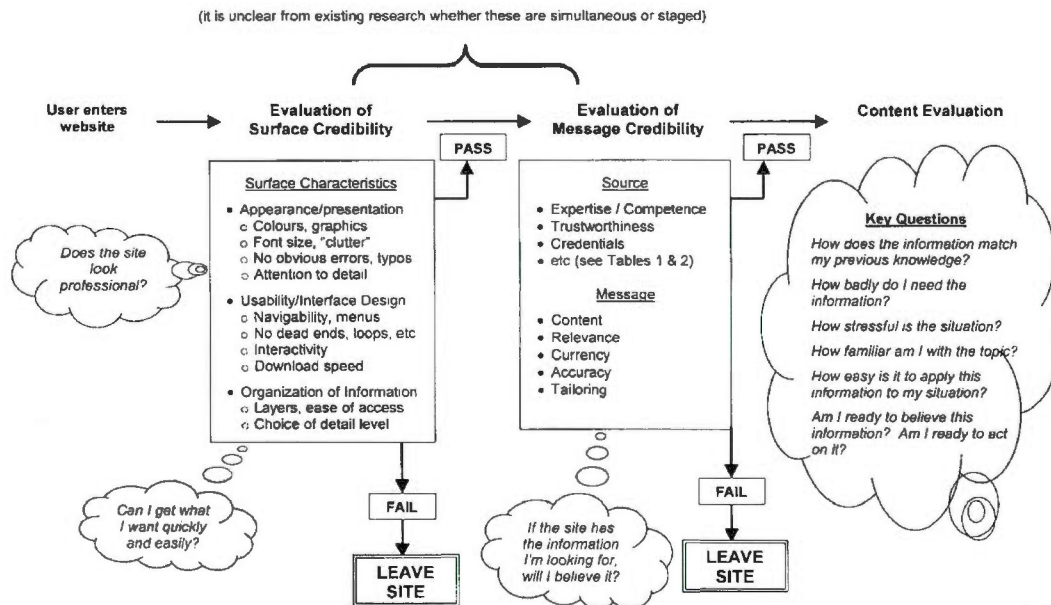 (it is unclear from existing research whether these are simultaneous or staged)
User enters
website
Evaluation of
Surface Credibility
PASS
Evaluation of
Message Credibility
PASS
Content Evaluation
Surface Characteristics
• Appearance/presentation
o Colours, graphics
o Font size, "clutter"
o No obvious errors, typos
o Attention to detail
• Usability/Interface Design
o Navigability, menus
o No dead ends, loops, etc
o Interactivity
o Download speed
• Organization of Information
o Layers, ease of access
o Choice of detail level
Does the site
look
professional?
Can I get what
I want quickly
and easily?
FAIL
LEAVE
SITE
Source
• Expertise / Competence
• Trustworthiness
• Credentials
• etc (see Tables 1 & 2)
Message
• Content
• Relevance
• Currency
• Accuracy
• Tailoring
If the site has
the information
I'm looking for,
will I believe it?
FAIL
LEAVE
SITE
Key Questions
How does the information match
my previous knowledge?
How badly do I need the
information?
How stressful is the situation?
How familiar am I with the topic?
How easy is it to apply this
information to my situation?
Am I ready to believe this
information? Am I ready to act
on it?